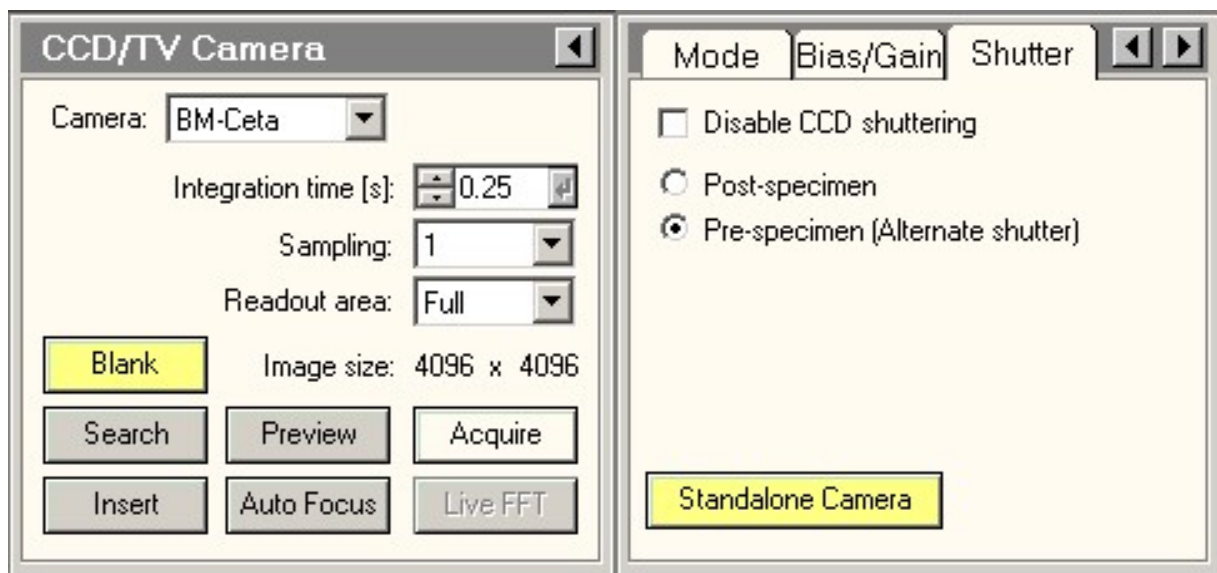 CCD/TV Camera
Camera: BM-Ceta
Integration time [s]: 0.25
Sampling: 1
Readout area: Full
Blank Image size: 4096 x 4096
Search Preview Acquire
Insert Auto Focus Live FFT
Mode Bias/Gain Shutter
Disable CCD shuttering
Post-specimen
Pre-specimen (Alternate shutter)
Standalone Camera